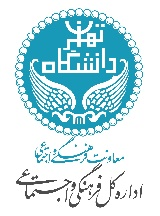 دانشگاه تهران
معاونت فرهنگی و اجتماعی
اداره کل فرهنگی و اجتماعی